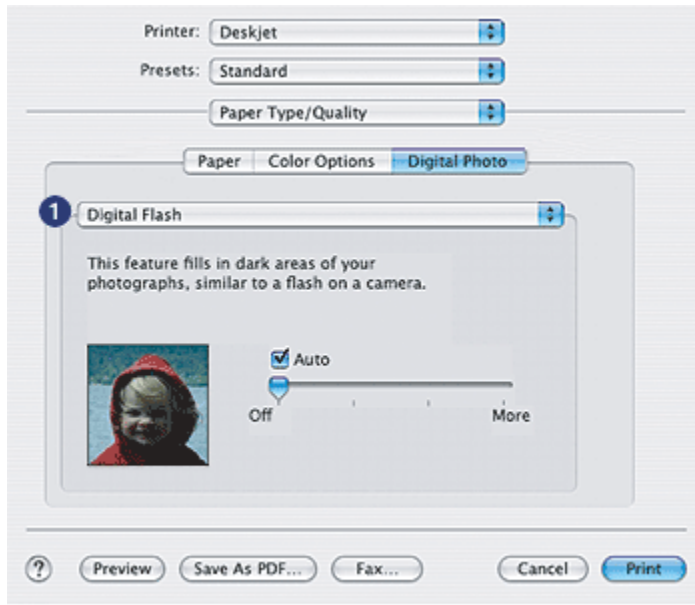 Printer: Deskjet
Presets: Standard
Paper Type/Quality
Paper Color Options Digital Photo
1 Digital Flash
This feature fills in dark areas of your
photographs, similar to a flash on a camera.
Auto
Off More
? Preview Save As PDF... Fax... Cancel Print